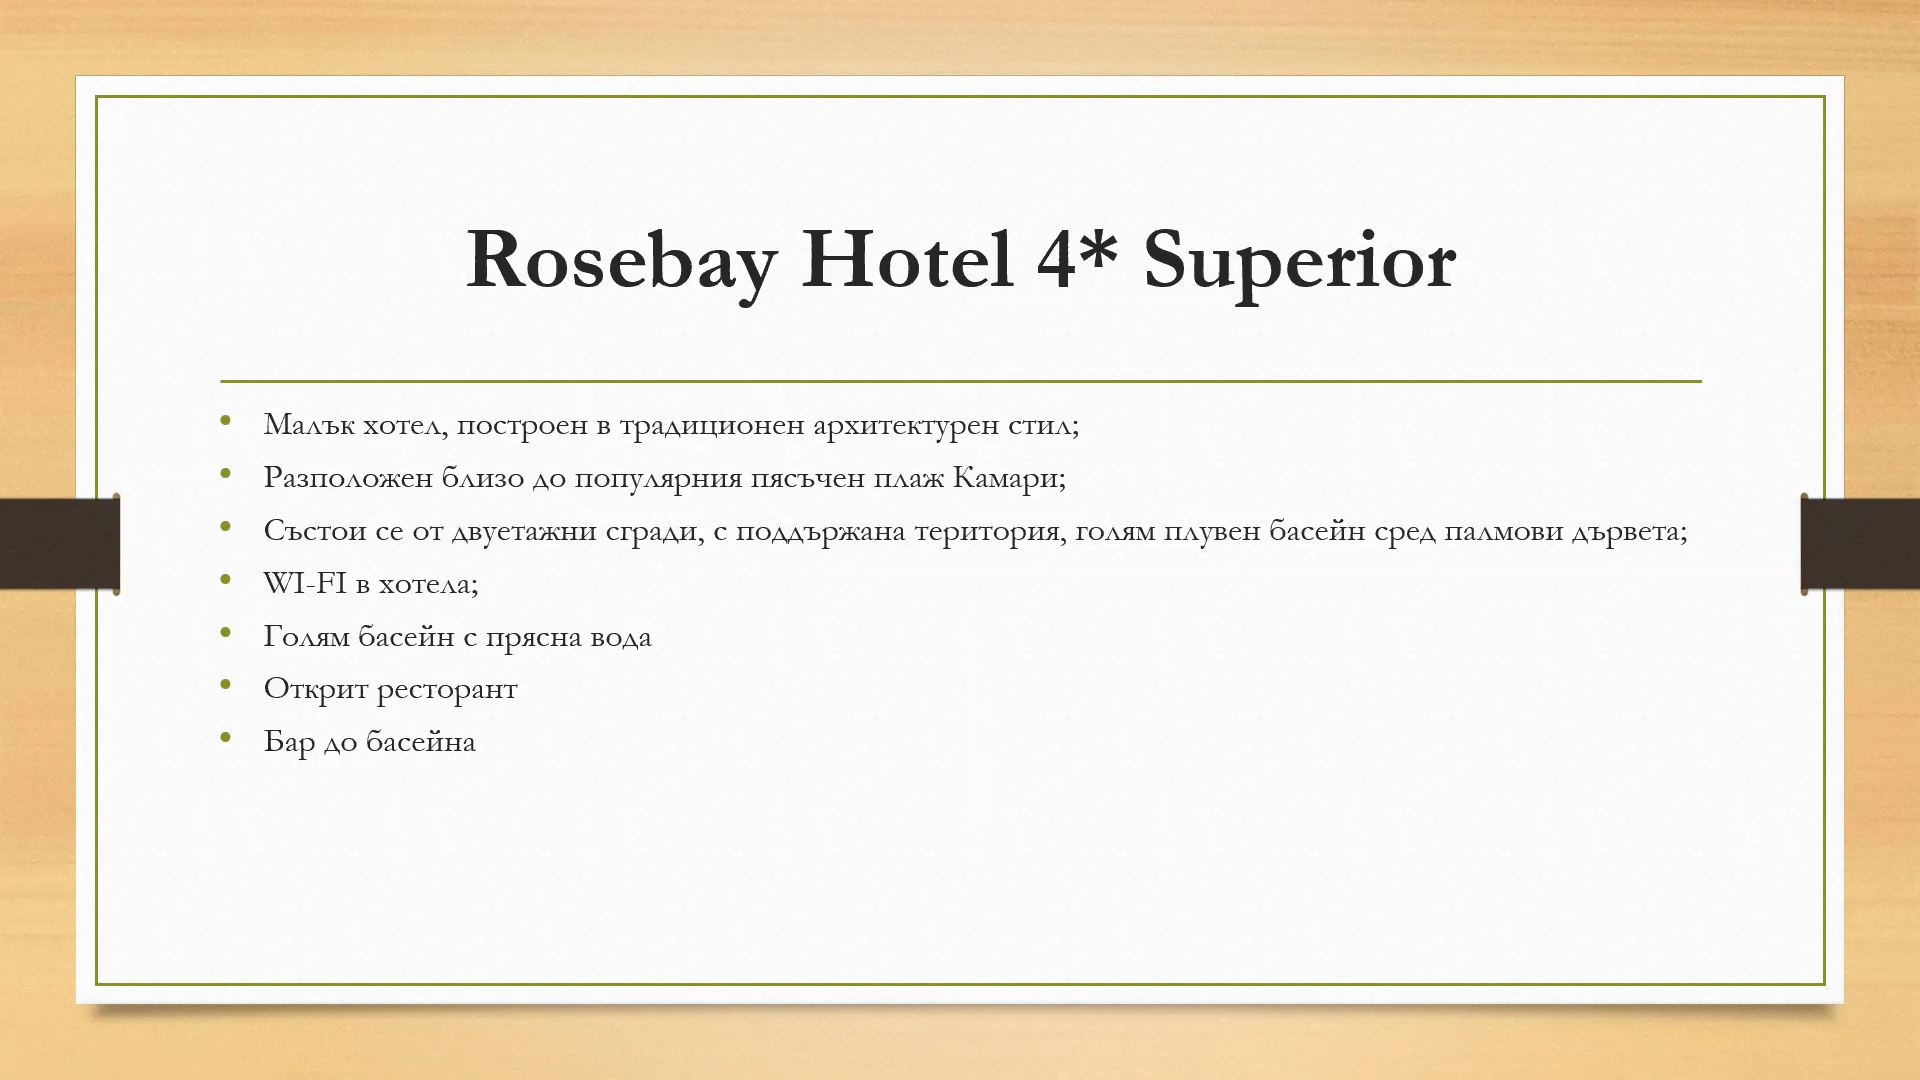 Rosebay Hotel 4* Superior
• Малък хотел, построен в традиционен архитектурен стил;
• Разположен близо до популярния пясъчен плаж Камари;
• Състои се от двуетажни сгради, с поддържана територия, голям плувен басейн сред палмови дървета;
• WI-FI в хотела;
• Голям басейн с прясна вода
• Открит ресторант
• Бар до басейна